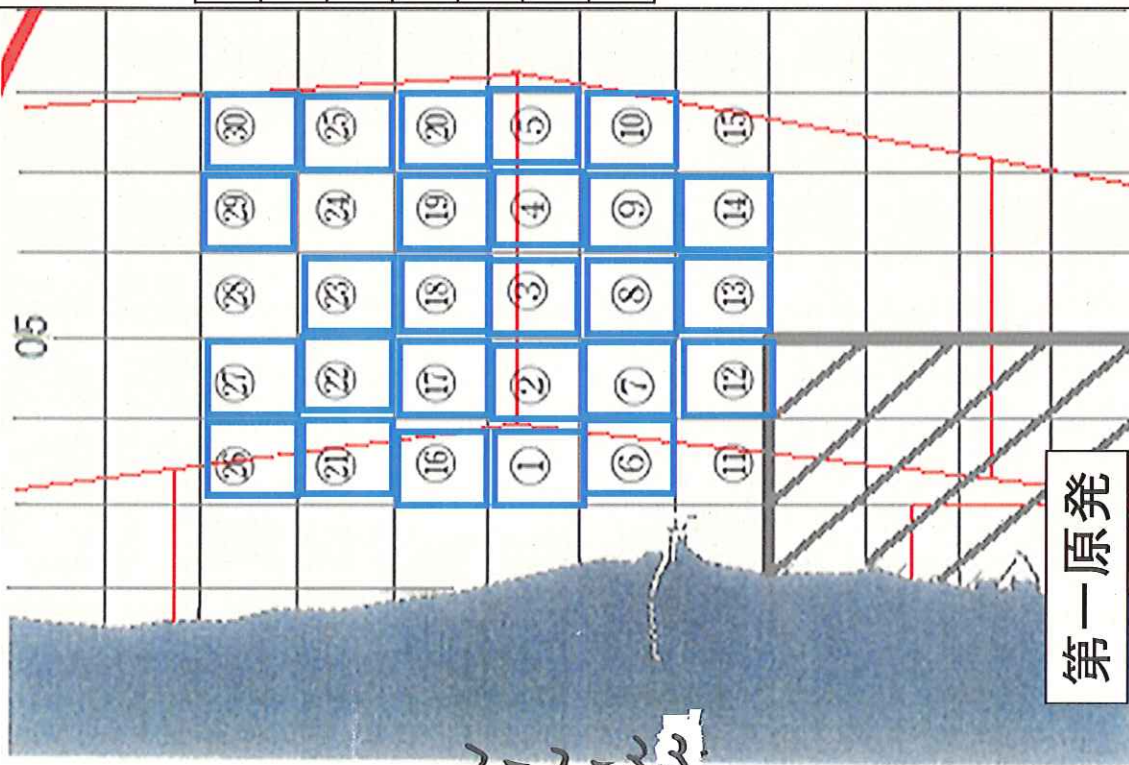 05
㉖ ㉗ ㉘ ㉙ ㉚
㉑ ㉒ ㉓ ㉔ ㉕
⑯ ⑰ ⑱ ⑲ ⑳
① ② ③ ④ ⑤
⑥ ⑦ ⑧ ⑨ ⑩
⑪ ⑫ ⑬ ⑭ ⑮
第一原発